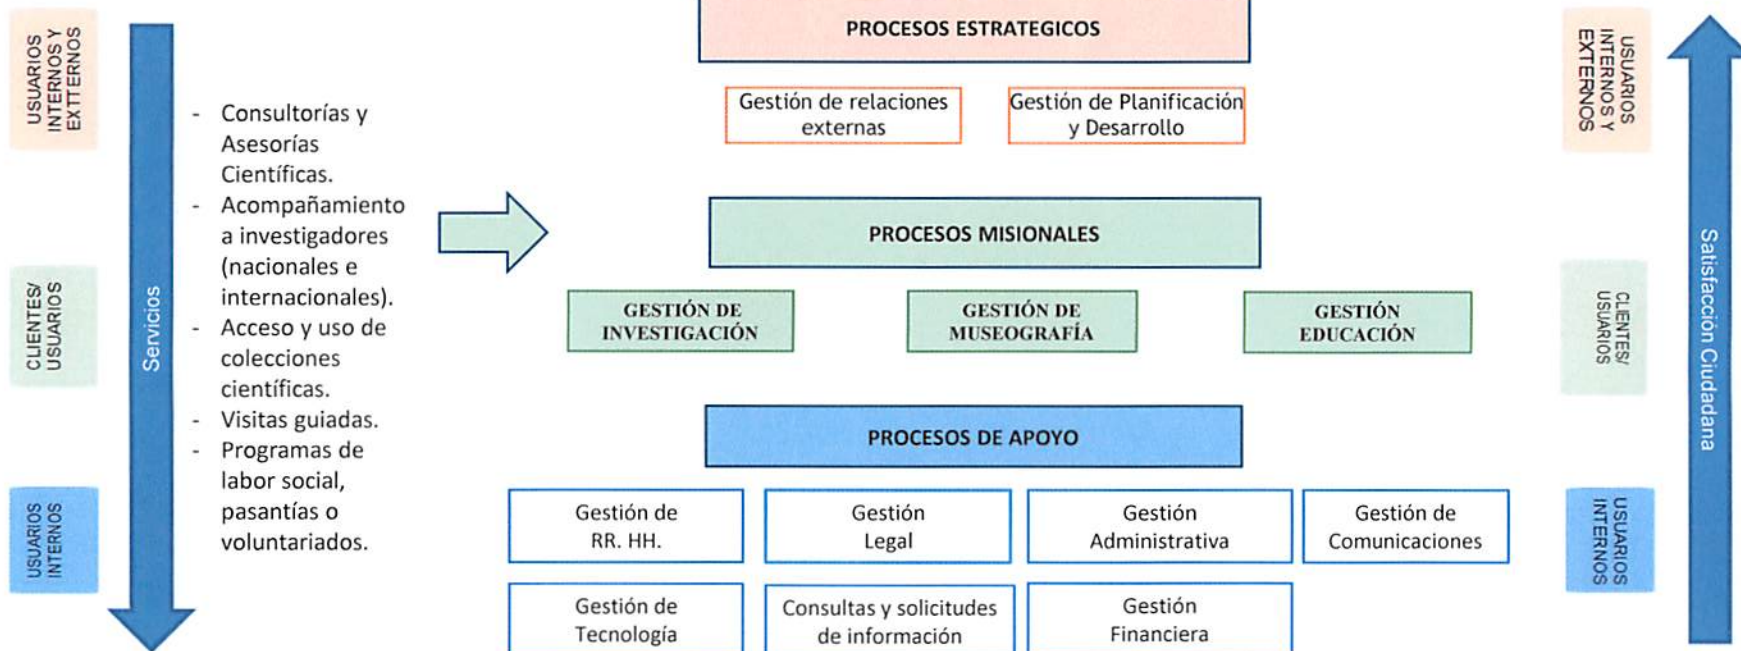 USUARIOS
INTERNOS Y
EXTTERNOS
CLIENTES/
USUARIOS
USUARIOS
INTERNOS
Servicios
- Consultorías y
Asesorías
Científicas.
- Acompañamiento
a investigadores
(nacionales e
internacionales).
- Acceso y uso de
colecciones
científicas.
- Visitas guiadas.
- Programas de
labor social,
pasantías o
voluntariados.
PROCESOS ESTRATEGICOS
Gestión de relaciones
externas
Gestión de Planificación
y Desarrollo
PROCESOS MISIONALES
GESTIÓN DE
INVESTIGACIÓN
GESTIÓN DE
MUSEOGRAFÍA
GESTIÓN
EDUCACIÓN
PROCESOS DE APOYO
Gestión de
RR. HH.
Gestión
Legal
Gestión
Administrativa
Gestión de
Comunicaciones
Gestión de
Tecnología
Consultas y solicitudes
de información
Gestión
Financiera
USUARIOS
INTERNOS Y
EXTERNOS
CLIENTES/
USUARIOS
USUARIOS
INTERNOS
Satisfacción Ciudadana